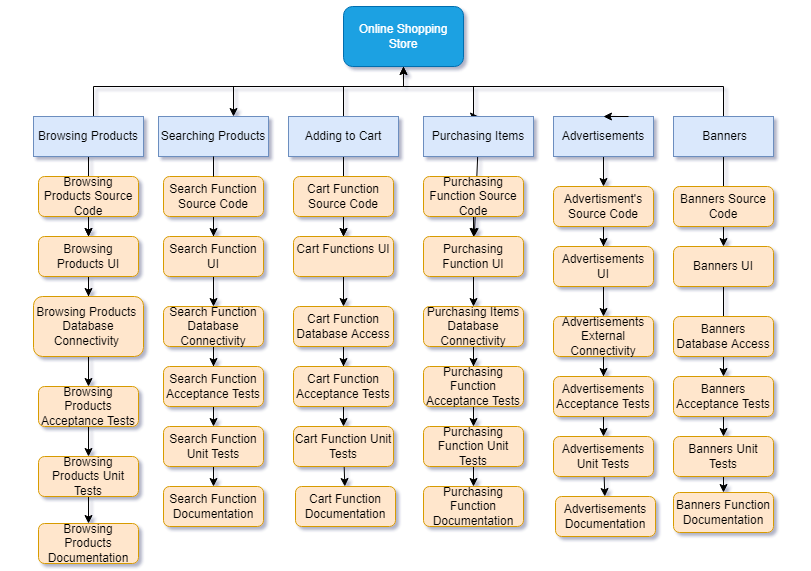 Online Shopping
Store
Browsing Products
Searching Products
Adding to Cart
Purchasing Items
Advertisements
Banners
Browsing
Products Source
Code
Search Function
Source Code
Cart Function
Source Code
Purchasing
Function Source
Code
Advertisment's
Source Code
Banners Source
Code
Browsing
Products UI
Search Function
UI
Cart Functions UI
Purchasing
Function UI
Advertisements
UI
Banners UI
Browsing Products
Database
Connectivity
Search Function
Database
Connectivity
Cart Function
Database Access
Purchasing Items
Database
Connectivity
Advertisements
External
Connectivity
Banners
Database Access
Browsing
Products
Acceptance Tests
Search Function
Acceptance Tests
Cart Function
Acceptance Tests
Purchasing
Function
Acceptance Tests
Advertisements
Acceptance Tests
Banners
Acceptance Tests
Browsing
Products Unit
Tests
Search Function
Unit Tests
Cart Function Unit
Tests
Purchasing
Function Unit
Tests
Advertisements
Unit Tests
Banners Unit
Tests
Browsing
Products
Documentation
Search Function
Documentation
Cart Function
Documentation
Purchasing
Function
Documentation
Advertisements
Documentation
Banners Function
Documentation